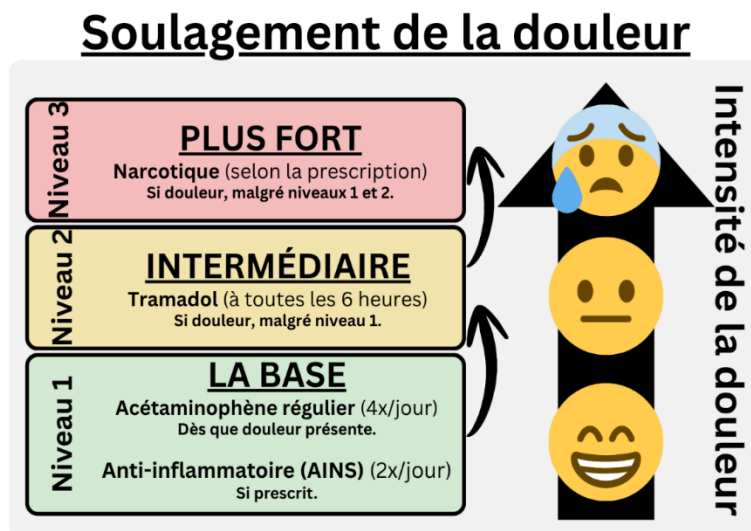 Soulagement de la douleur
Niveau 3
PLUS FORT
Narcotique (selon la prescription)
Si douleur, malgré niveaux 1 et 2.
Niveau 2
INTERMÉDIAIRE
Tramadol (à toutes les 6 heures)
Si douleur, malgré niveau 1.
Niveau 1
LA BASE
Acétaminophène régulier (4x/jour)
Dès que douleur présente.
Anti-inflammatoire (AINS) (2x/jour)
Si prescrit.
Intensité de la douleur